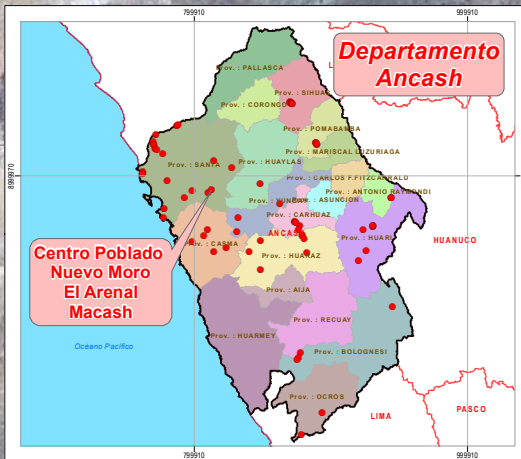 799910
999910
Departamento
Ancash
Prov. : PALLASCA
Prov. : SIHUAS
Prov. : CORONGO
Prov. : POMABAMBA
Prov. : MARISCAL LUZURIAGA
Prov. : SANTA
Prov. : HUAYLAS
Prov. : CARLOS F.FITZCARRALD
Prov. : ANTONIO RAYMONDI
899970
899970
Prov. : YUNGAY
Prov. : ASUNCION
Prov. : CARHUAZ
ANCASH
Prov. : HUARI
HUANUCO
Centro Poblado
Nuevo Moro
El Arenal
Macash
Prov. : CASMA
Prov. : HUARAZ
Prov. : AIJA
Prov. : RECUAY
Prov. : HUARMEY
Océano Pacífico
Prov. : BOLOGNESI
Prov. : OCROS
LIMA
PASCO
799910
999910